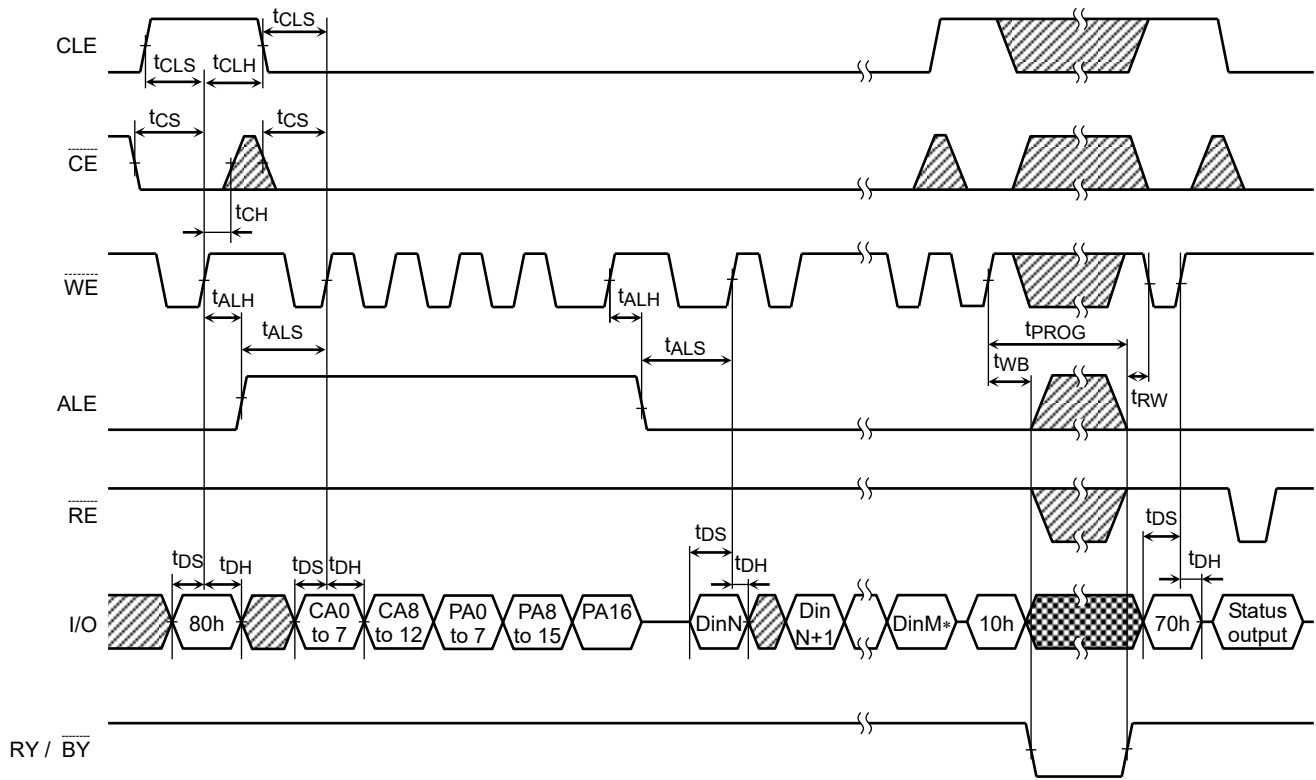 tCLS
CLE
tCLS tCLH
tCS tCS
CE
tCH
WE
tALH tALH
tALS tPROG
tALS
tWB
ALE
tRW
RE
tDS tDH tDS tDH tDS tDS
tDH tDH
I/O
80h
CA0
to 7
CA8
to 12
PA0
to 7
PA8
to 15
PA16
DinN
Din
N+1
DinM*
10h
70h
Status
output
RY / BY